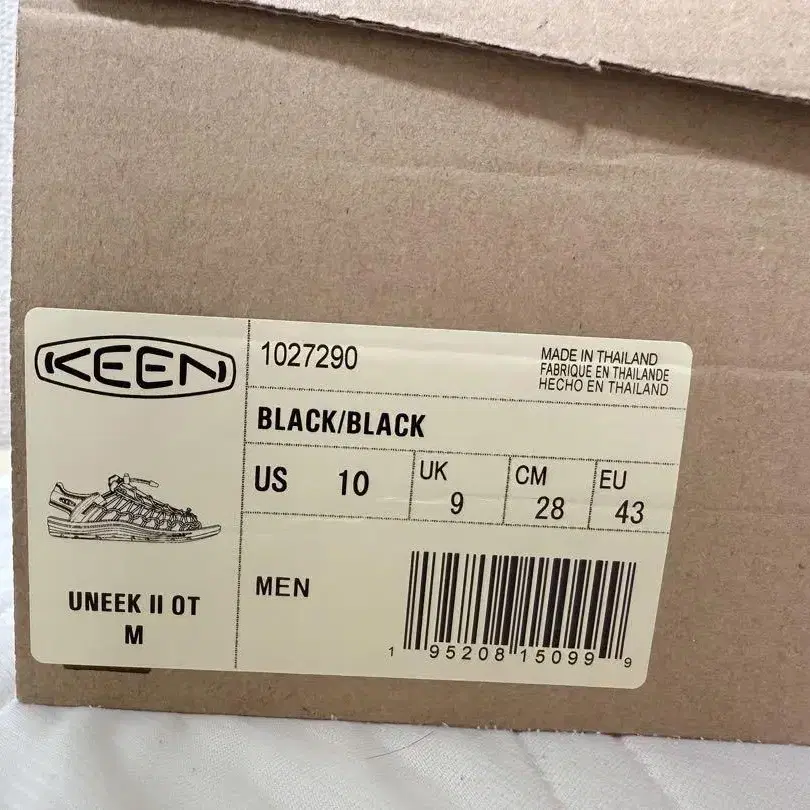 KEEN
KEEN
UNEEK II OT
M
1027290
MADE IN THAILAND
FABRIQUE EN THAILANDE
HECHO EN THAILAND
BLACK/BLACK
US 10
UK 9
CM 28
EU 43
MEN
1 95208 15099 9